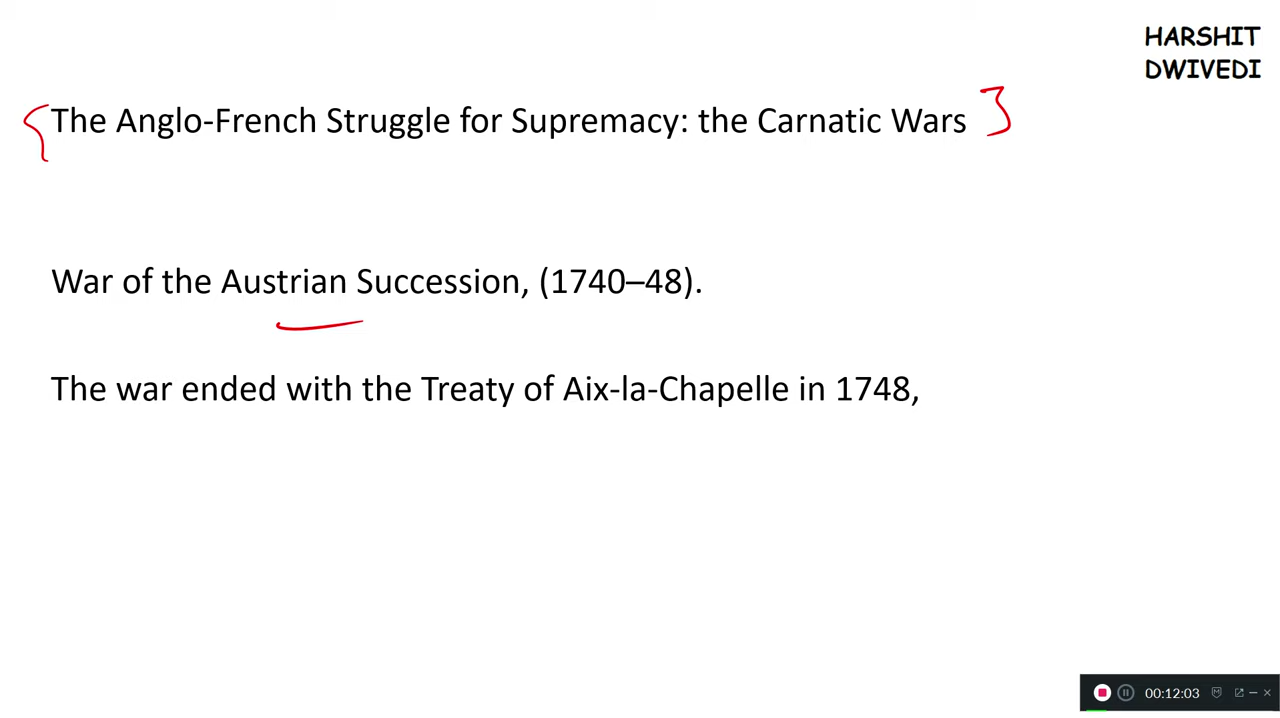 HARSHIT
DWIVEDI
The Anglo-French Struggle for Supremacy: the Carnatic Wars
War of the Austrian Succession, (1740–48).
The war ended with the Treaty of Aix-la-Chapelle in 1748,
00:12:03